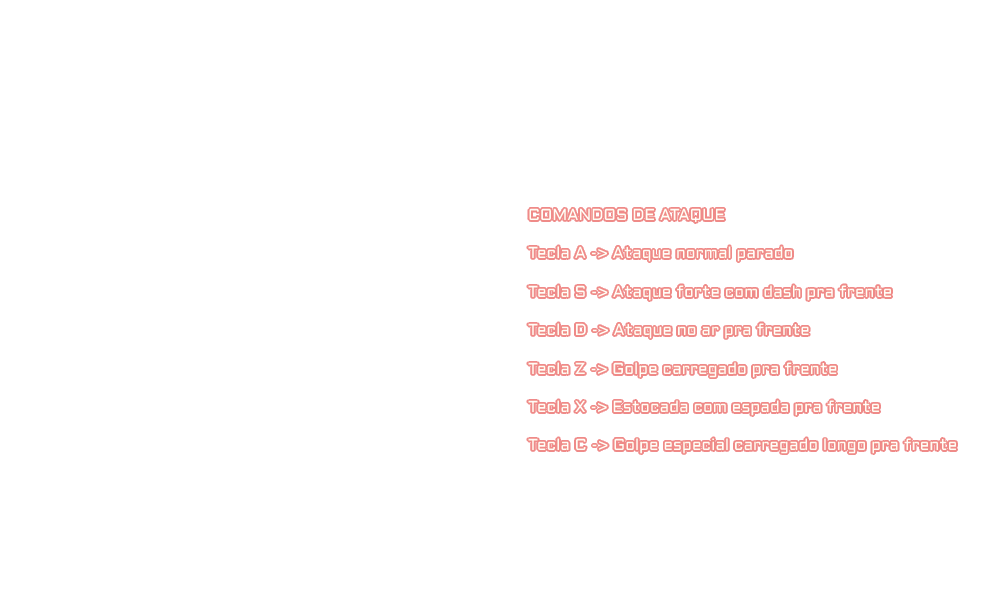 COMANDOS DE ATAQUE
Tecla A -> Ataque normal parado
Tecla S -> Ataque forte com dash pra frente
Tecla D -> Ataque no ar pra frente
Tecla Z -> Golpe carregado pra frente
Tecla X -> Estocada com espada pra frente
Tecla C -> Golpe especial carregado longo pra frente